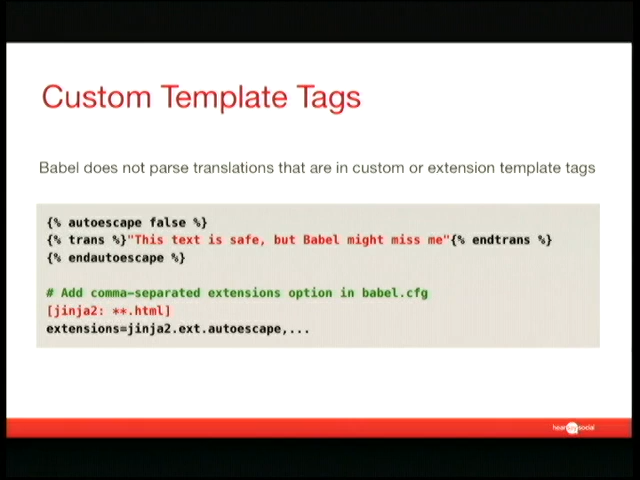 Custom Template Tags
Babel does not parse translations that are in custom or extension template tags
{% autoescape false %}
{% trans %}"This text is safe, but Babel might miss me"{% endtrans %}
{% endautoescape %}
# Add comma-separated extensions option in babel.cfg
[jinja2: **.html]
extensions=jinja2.ext.autoescape,...
hearsay social